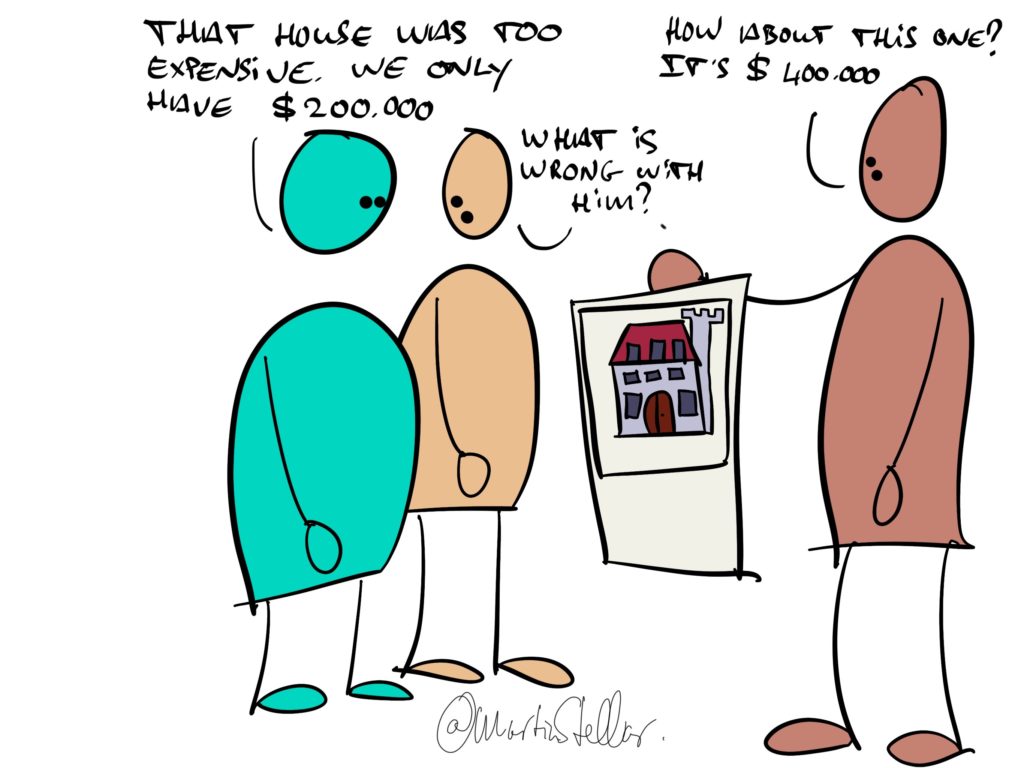 THAT HOUSE WAS TOO
EXPENSIVE. WE ONLY
HAVE $200.000
HOW ABOUT THIS ONE?
IT'S $400.000
WHAT IS
WRONG WITH
HIM?
@MartinStellar.